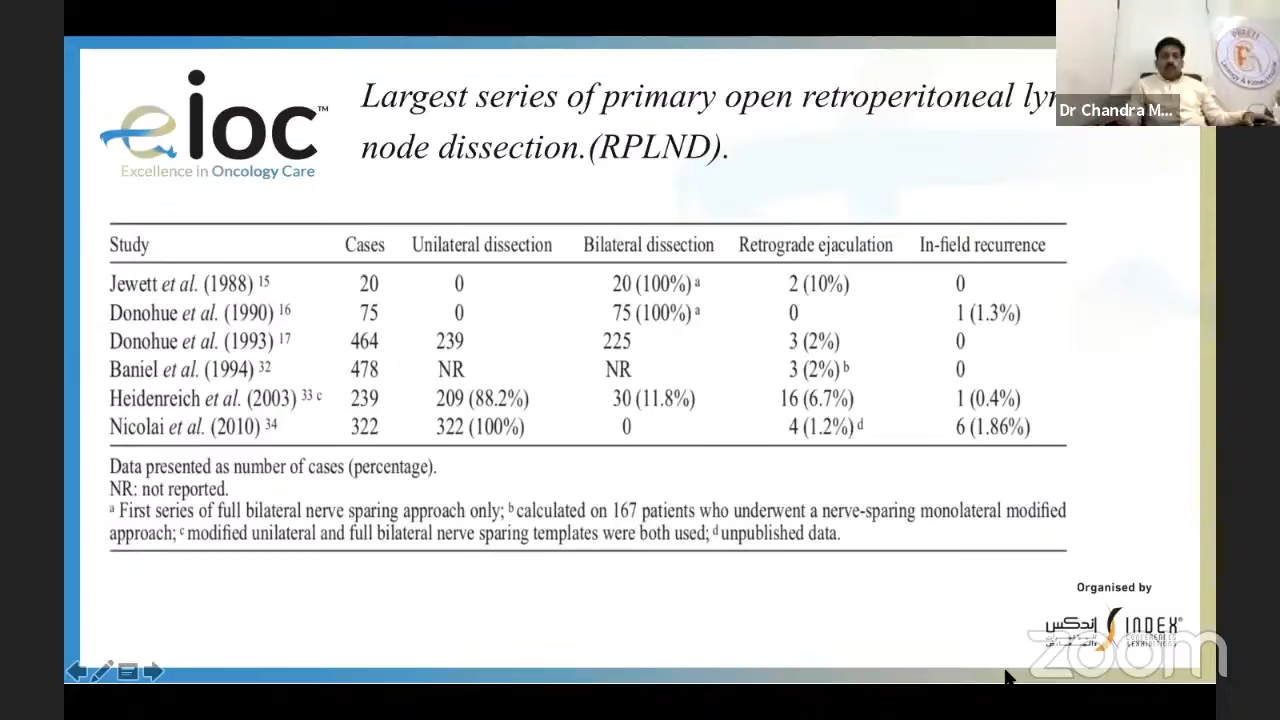 eioc™
Excellence in Oncology Care
Largest series of primary open retroperitoneal
node dissection.(RPLND).
Dr Chandra M...
Study Cases Unilateral dissection Bilateral dissection Retrograde ejaculation In-field recurrence
Jewett et al. (1988) 15 20 0 20 (100%) a 2 (10%) 0
Donohue et al. (1990) 16 75 0 75 (100%) a 0 1 (1.3%)
Donohue et al. (1993) 17 464 239 225 3 (2%) 0
Baniel et al. (1994) 32 478 NR NR 3 (2%) b 0
Heidenreich et al. (2003) 33 c 239 209 (88.2%) 30 (11.8%) 16 (6.7%) 1 (0.4%)
Nicolai et al. (2010) 34 322 322 (100%) 0 4 (1.2%) d 6 (1.86%)
Data presented as number of cases (percentage).
NR: not reported.
a First series of full bilateral nerve sparing approach only; b calculated on 167 patients who underwent a nerve-sparing monolateral modified
approach; c modified unilateral and full bilateral nerve sparing templates were both used; d unpublished data.
Organised by
إندكس INDEX®
zoom